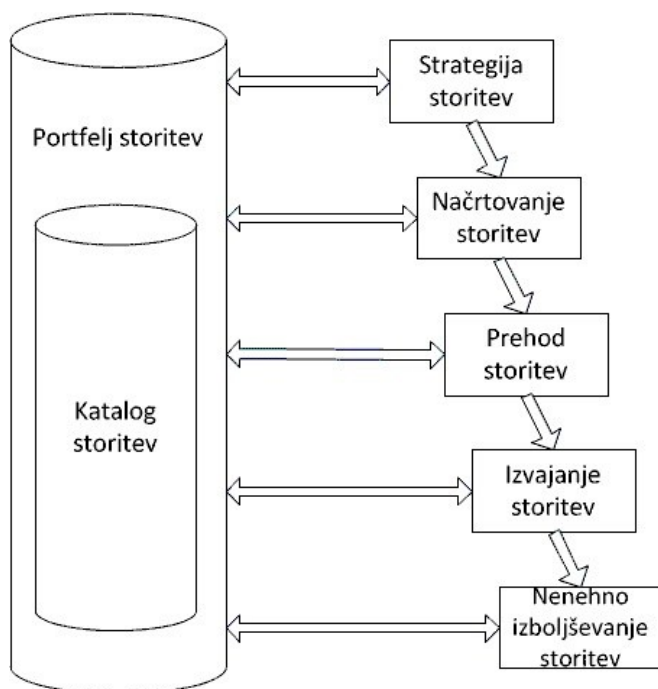 Portfelj storitev
Katalog
storitev
Strategija
storitev
Načrtovanje
storitev
Prehod
storitev
Izvajanje
storitev
Nenehno
izboljševanje
storitev